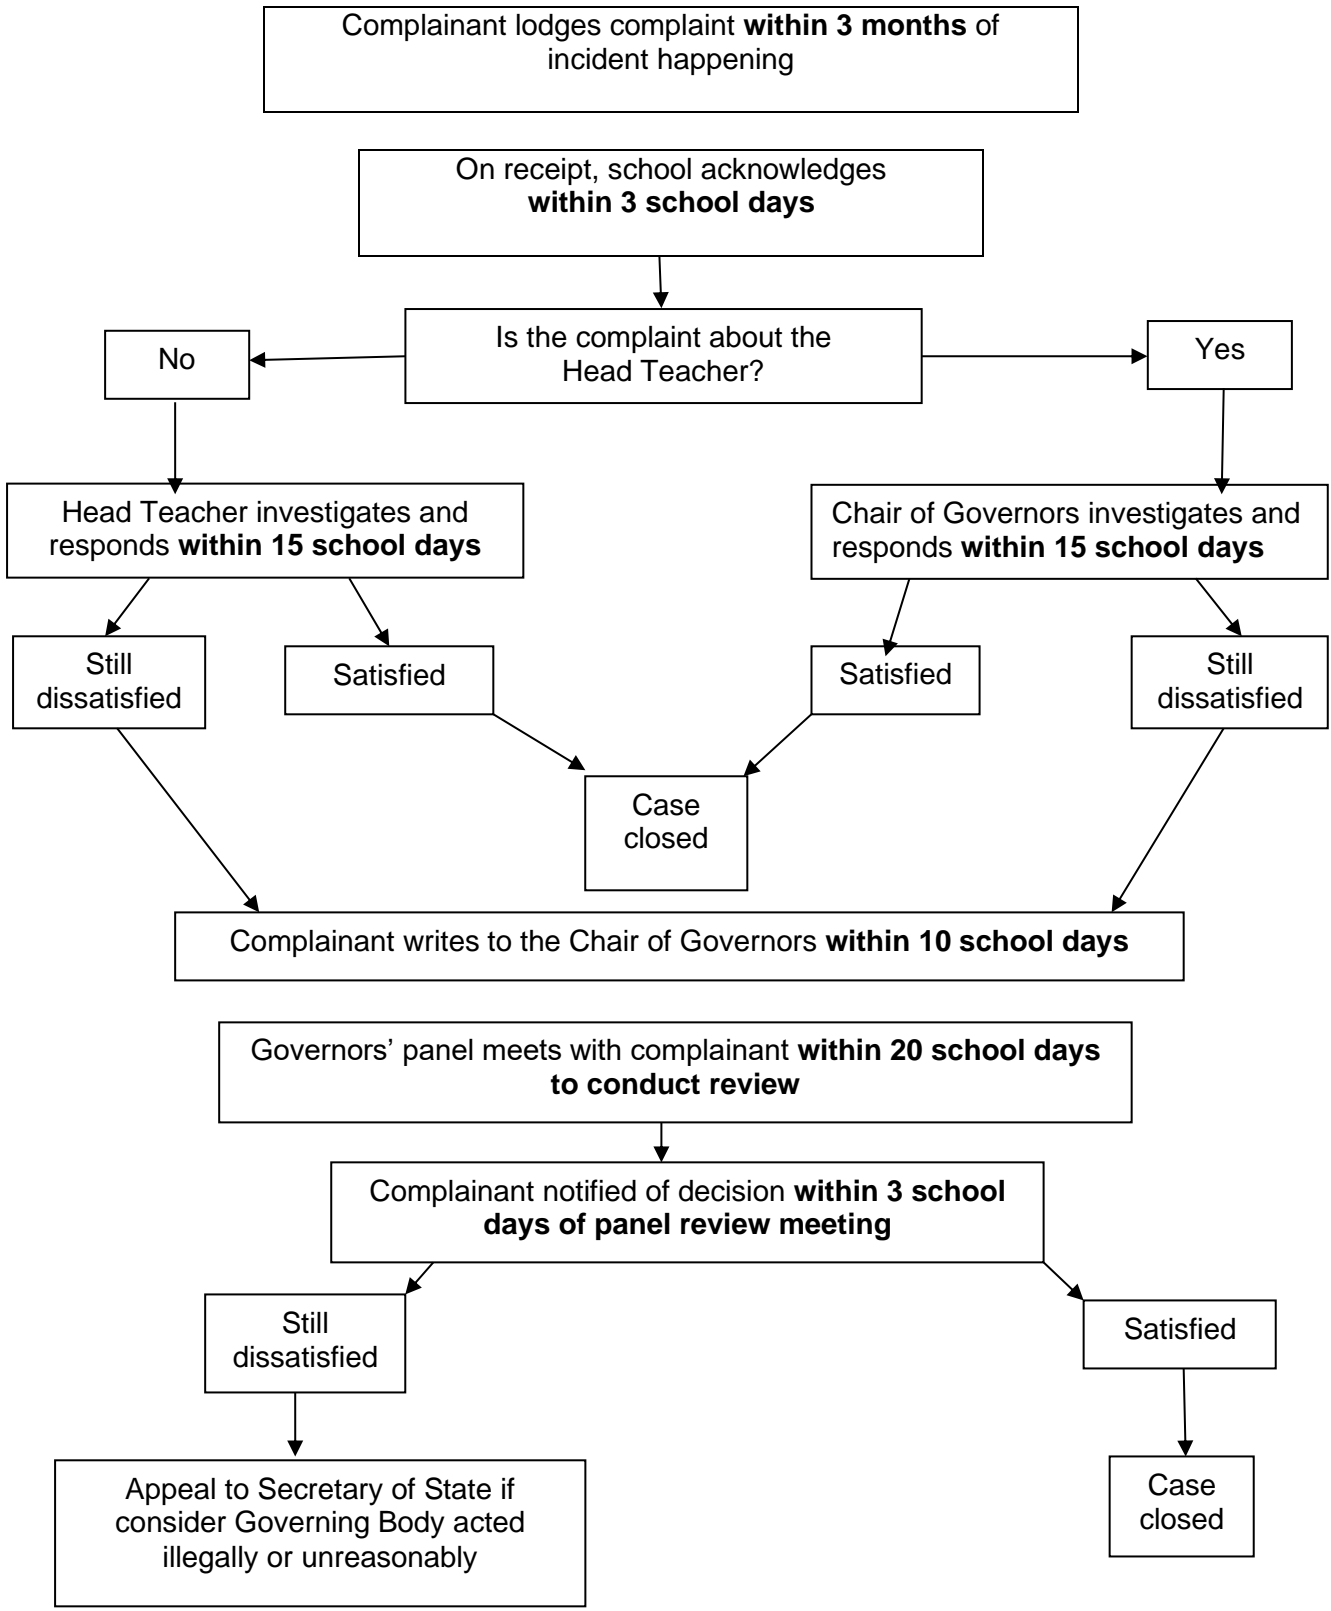 Complainant lodges complaint within 3 months of
incident happening
On receipt, school acknowledges
within 3 school days
Is the complaint about the
Head Teacher?
No
Yes
Head Teacher investigates and
responds within 15 school days
Chair of Governors investigates and
responds within 15 school days
Still
dissatisfied
Satisfied
Satisfied
Still
dissatisfied
Case
closed
Complainant writes to the Chair of Governors within 10 school days
Governors’ panel meets with complainant within 20 school days
to conduct review
Complainant notified of decision within 3 school
days of panel review meeting
Still
dissatisfied
Satisfied
Appeal to Secretary of State if
consider Governing Body acted
illegally or unreasonably
Case
closed